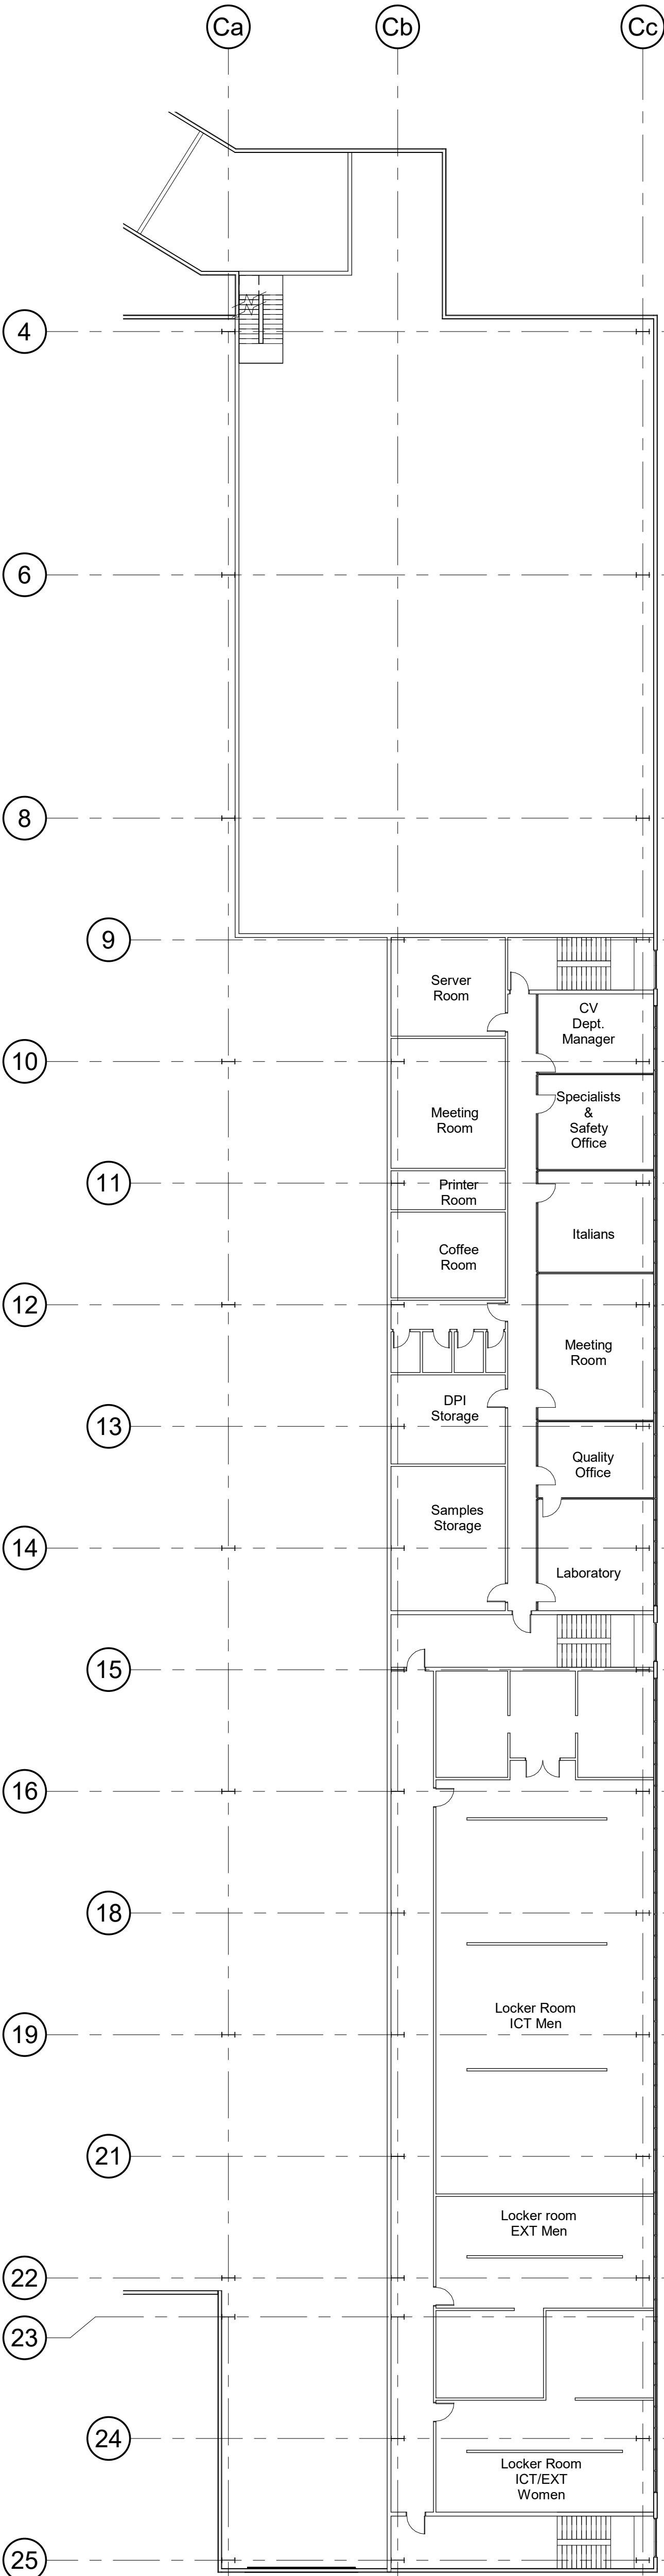 Ca
Cb
Cc
4
6
8
9
Server
Room
CV
Dept.
Manager
10
Meeting
Room
Specialists
&
Safety
Office
11
Printer
Room
Italians
Coffee
Room
12
Meeting
Room
DPI
Storage
13
Quality
Office
Samples
Storage
14
Laboratory
15
16
18
Locker Room
ICT Men
19
21
Locker room
EXT Men
22
23
24
Locker Room
ICT/EXT
Women
25